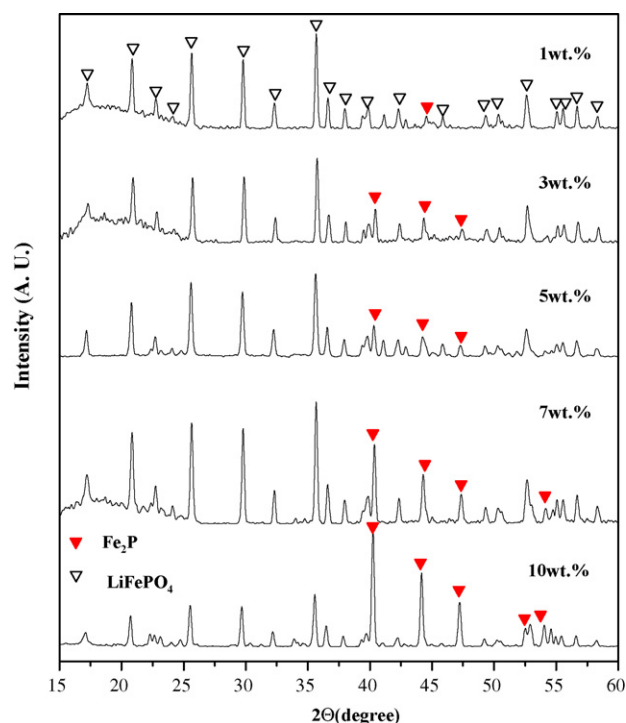 1wt.%
3wt.%
5wt.%
7wt.%
10wt.%
Fe₂P
LiFePO₄
Intensity (A. U.)
15 20 25 30 35 40 45 50 55 60
2Θ(degree)